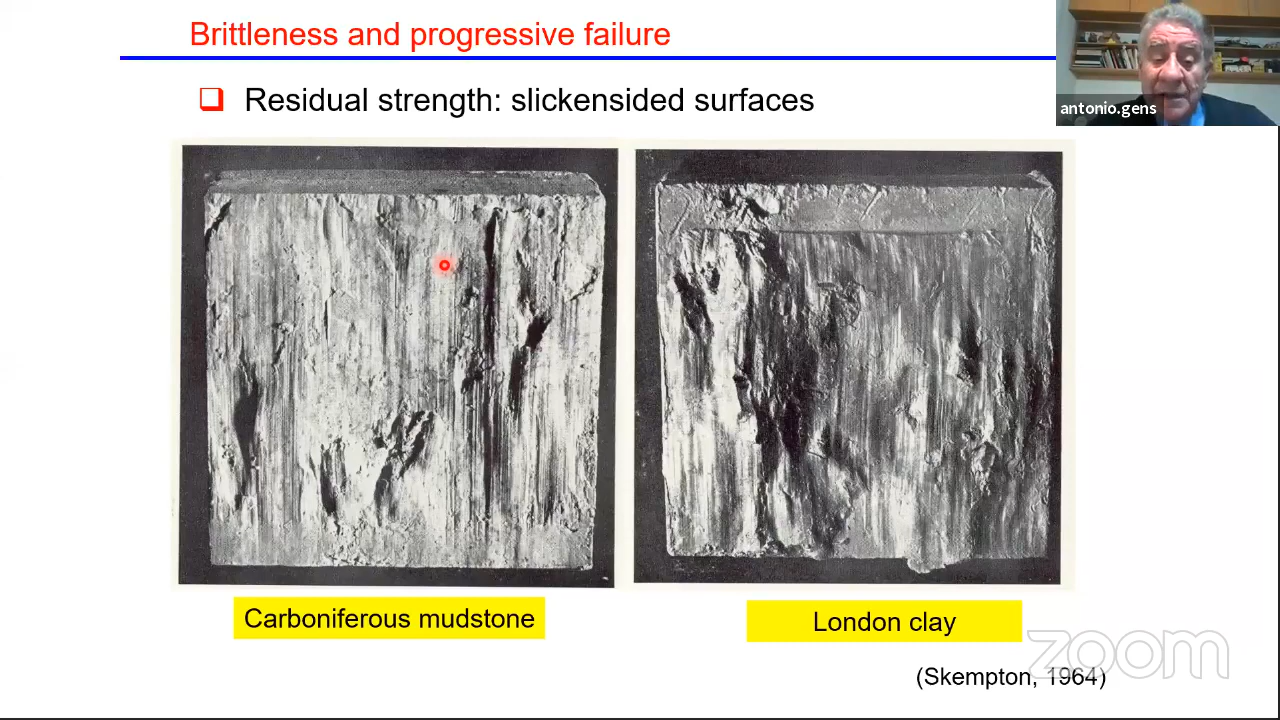 Brittleness and progressive failure
antonio.gens
Residual strength: slickensided surfaces
Carboniferous mudstone
London clay
(Skempton, 1964)
zoom